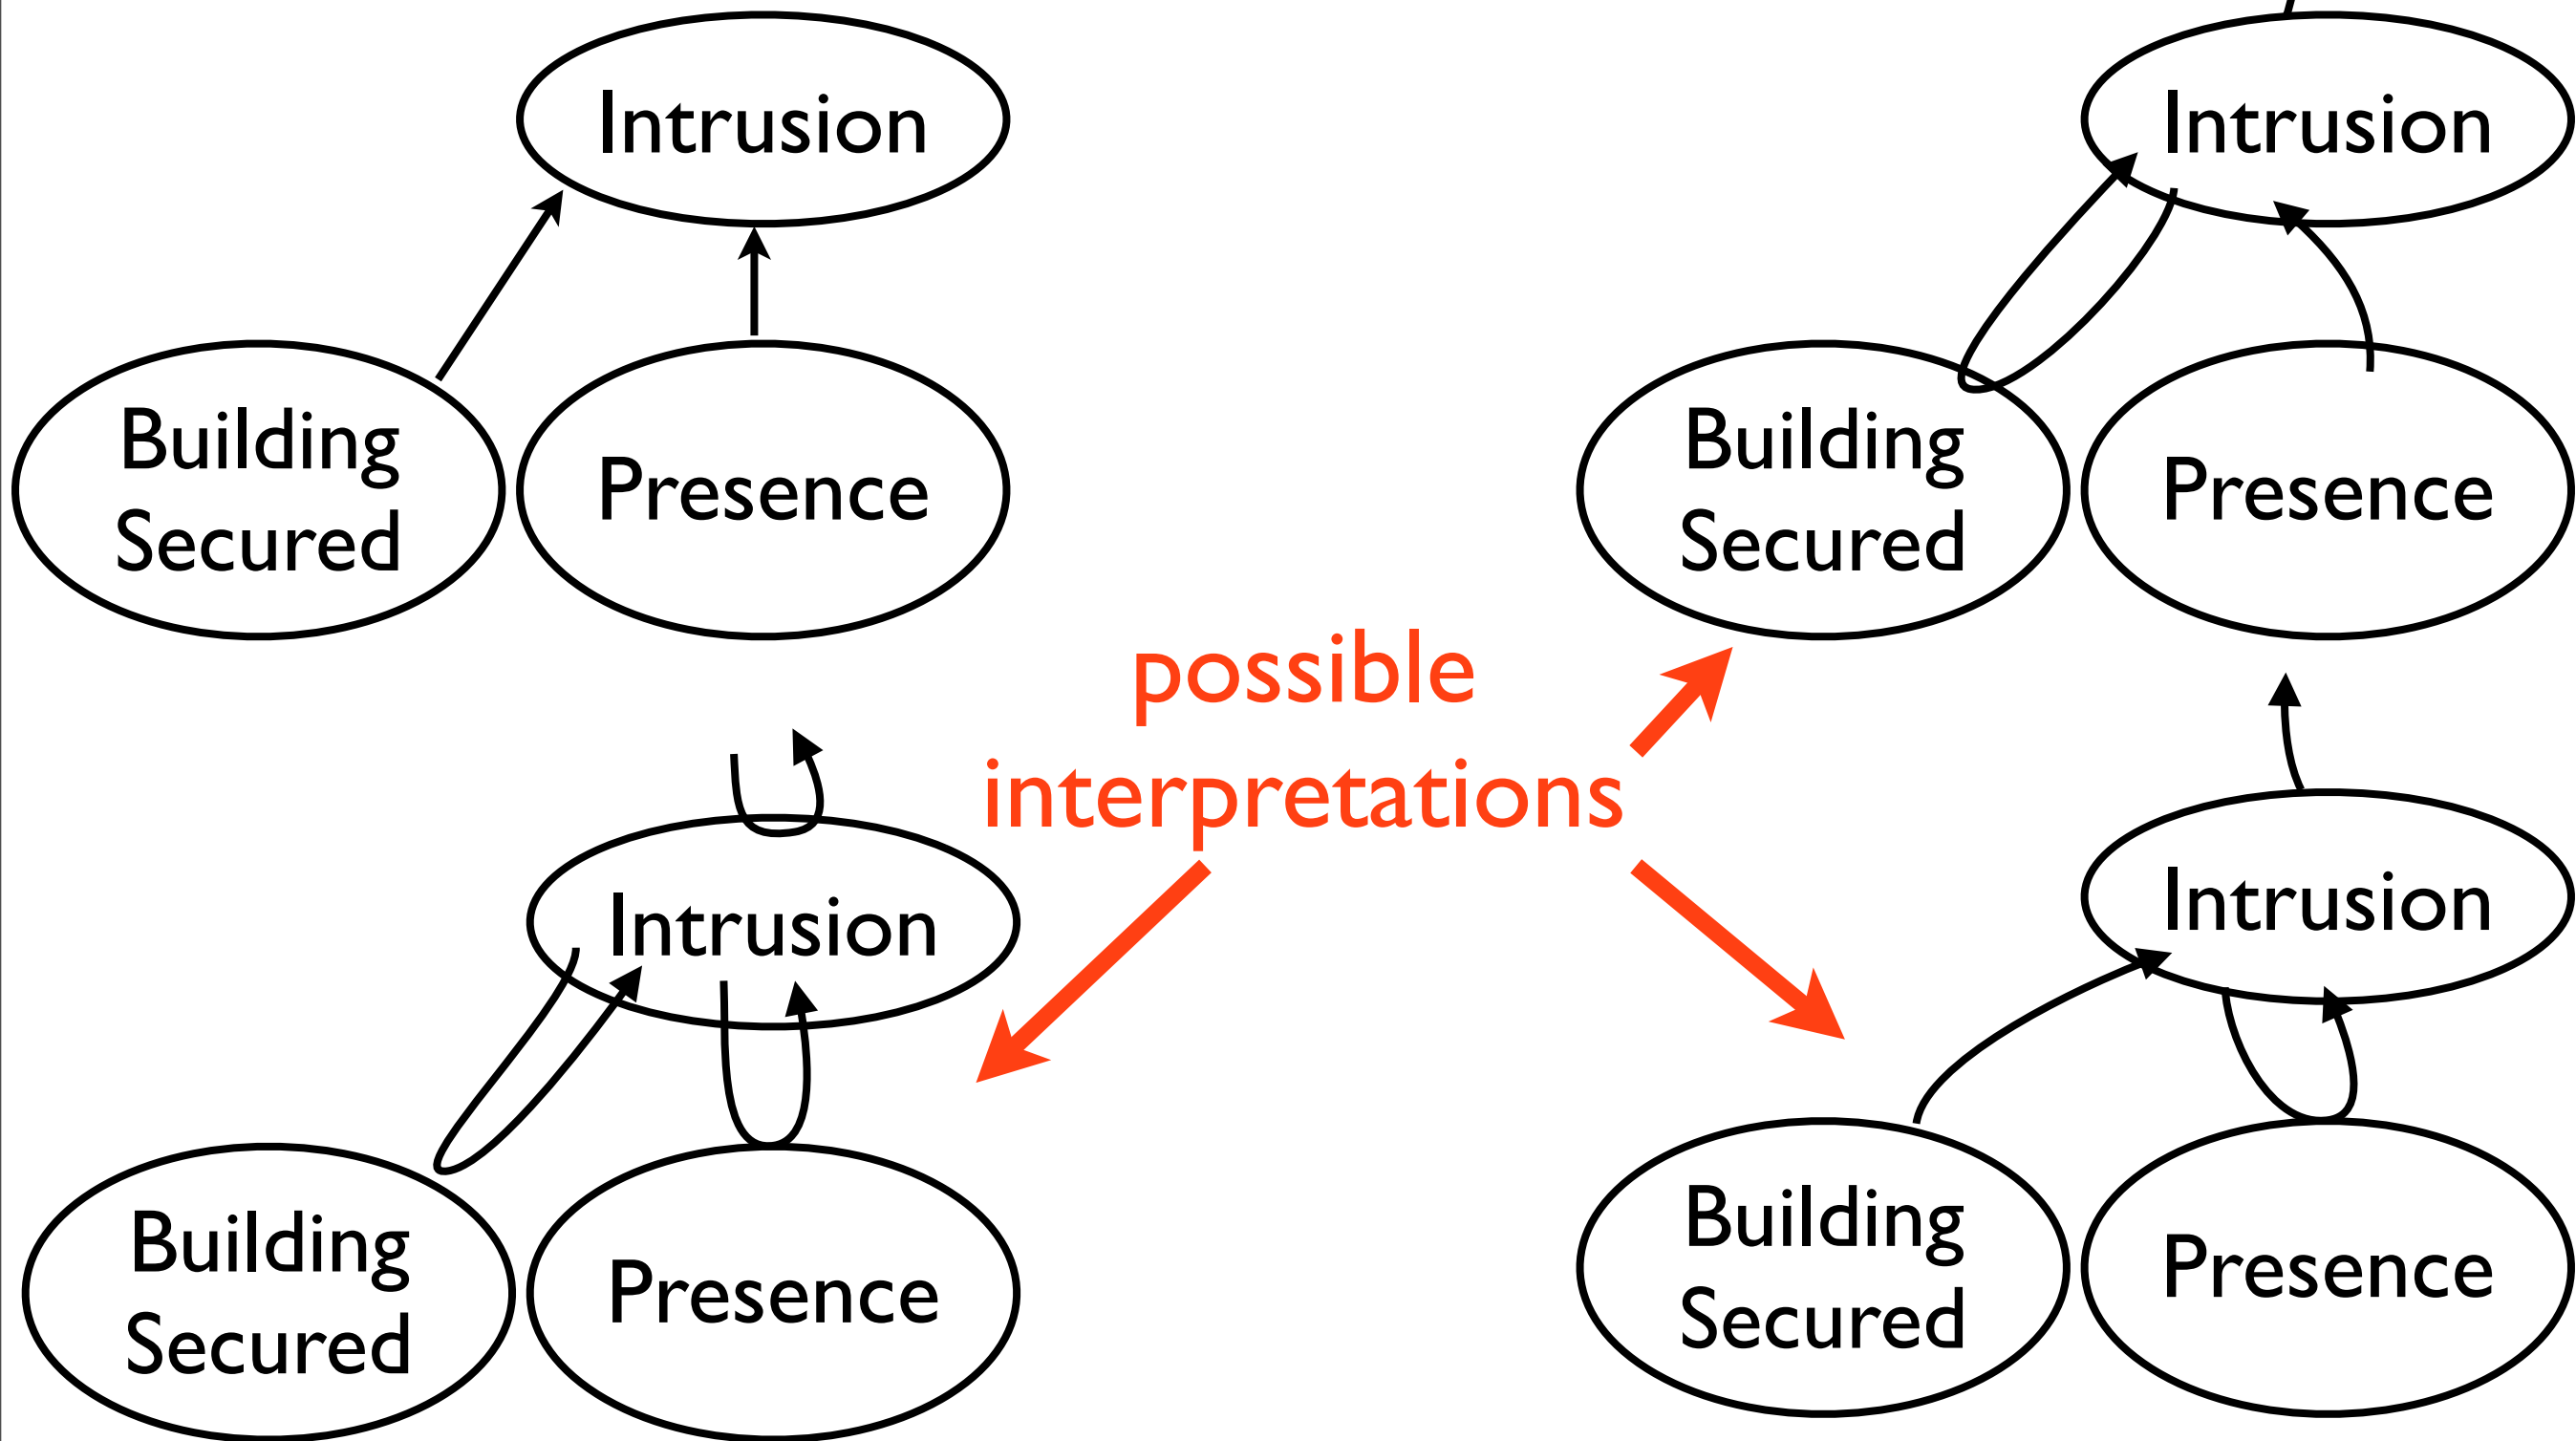 Intrusion
Building
Secured
Presence
Intrusion
Building
Secured
Presence
possible
interpretations
Intrusion
Building
Secured
Presence
Intrusion
Building
Secured
Presence